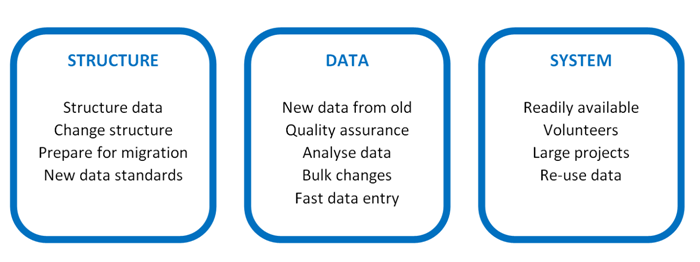 STRUCTURE
Structure data
Change structure
Prepare for migration
New data standards
DATA
New data from old
Quality assurance
Analyse data
Bulk changes
Fast data entry
SYSTEM
Readily available
Volunteers
Large projects
Re-use data